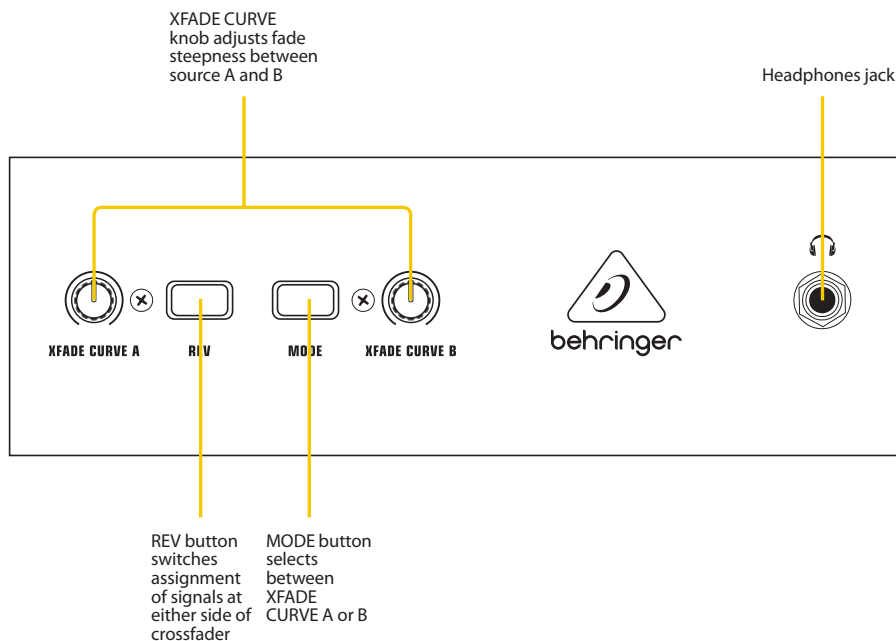 XFADE CURVE
knob adjusts fade
steepness between
source A and B
Headphones jack
XFADE CURVE A
REV
MODE
XFADE CURVE B
behringer
REV button
switches
assignment
of signals at
either side of
crossfader
MODE button
selects
between
XFADE
CURVE A or B